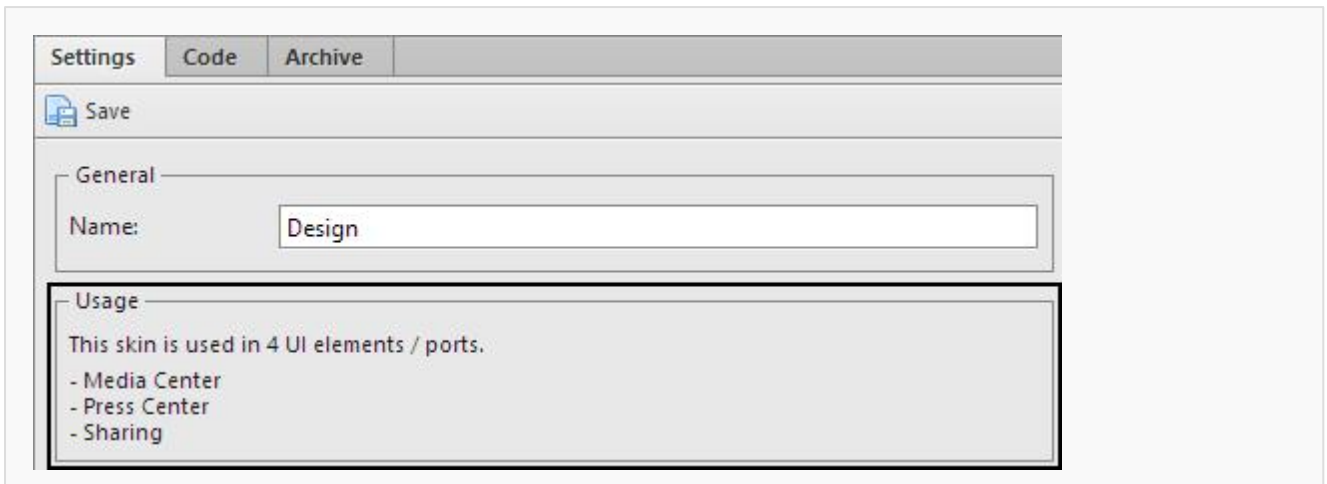 Settings Code Archive
Save
General
Name: Design
Usage
This skin is used in 4 UI elements / ports.
- Media Center
- Press Center
- Sharing